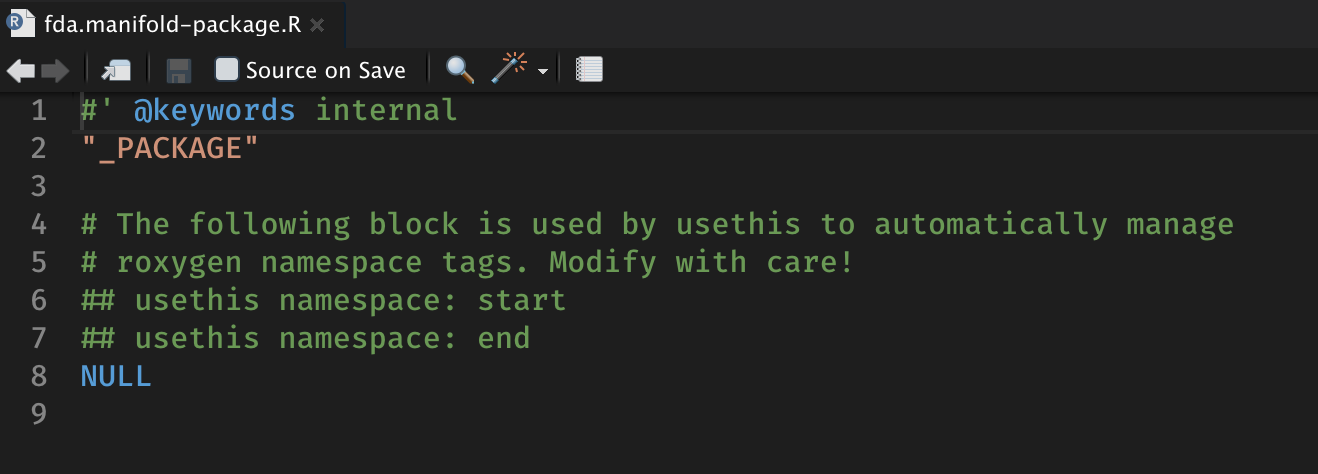 fda.manifold-package.R
Source on Save
1 #' @keywords internal
2 "_PACKAGE"
3
4 # The following block is used by usethis to automatically manage
5 # roxygen namespace tags. Modify with care!
6 ## usethis namespace: start
7 ## usethis namespace: end
8 NULL
9